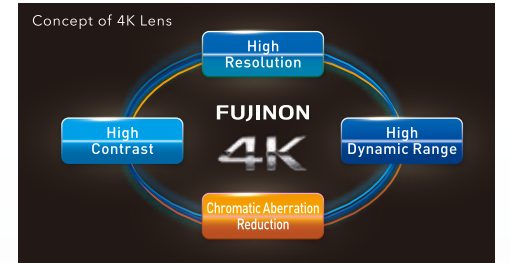 Concept of 4K Lens
High
Resolution
FUJINON
4K
High
Contrast
High
Dynamic Range
Chromatic Aberration
Reduction